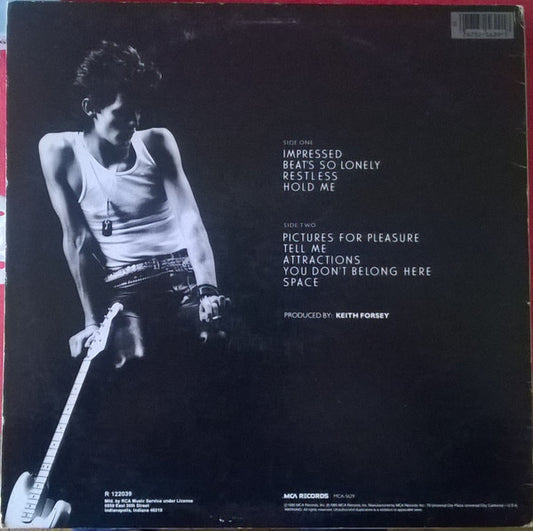 SIDE ONE
IMPRESSED
BEAT'S SO LONELY
RESTLESS
HOLD ME
SIDE TWO
PICTURES FOR PLEASURE
TELL ME
ATTRACTIONS
YOU DON'T BELONG HERE
SPACE
PRODUCED BY: KEITH FORSEY
R 122039
Mfd. by RCA Music Service under License
6550 East 30th Street
Indianapolis, Indiana 46219
MCA RECORDS MCA-5629